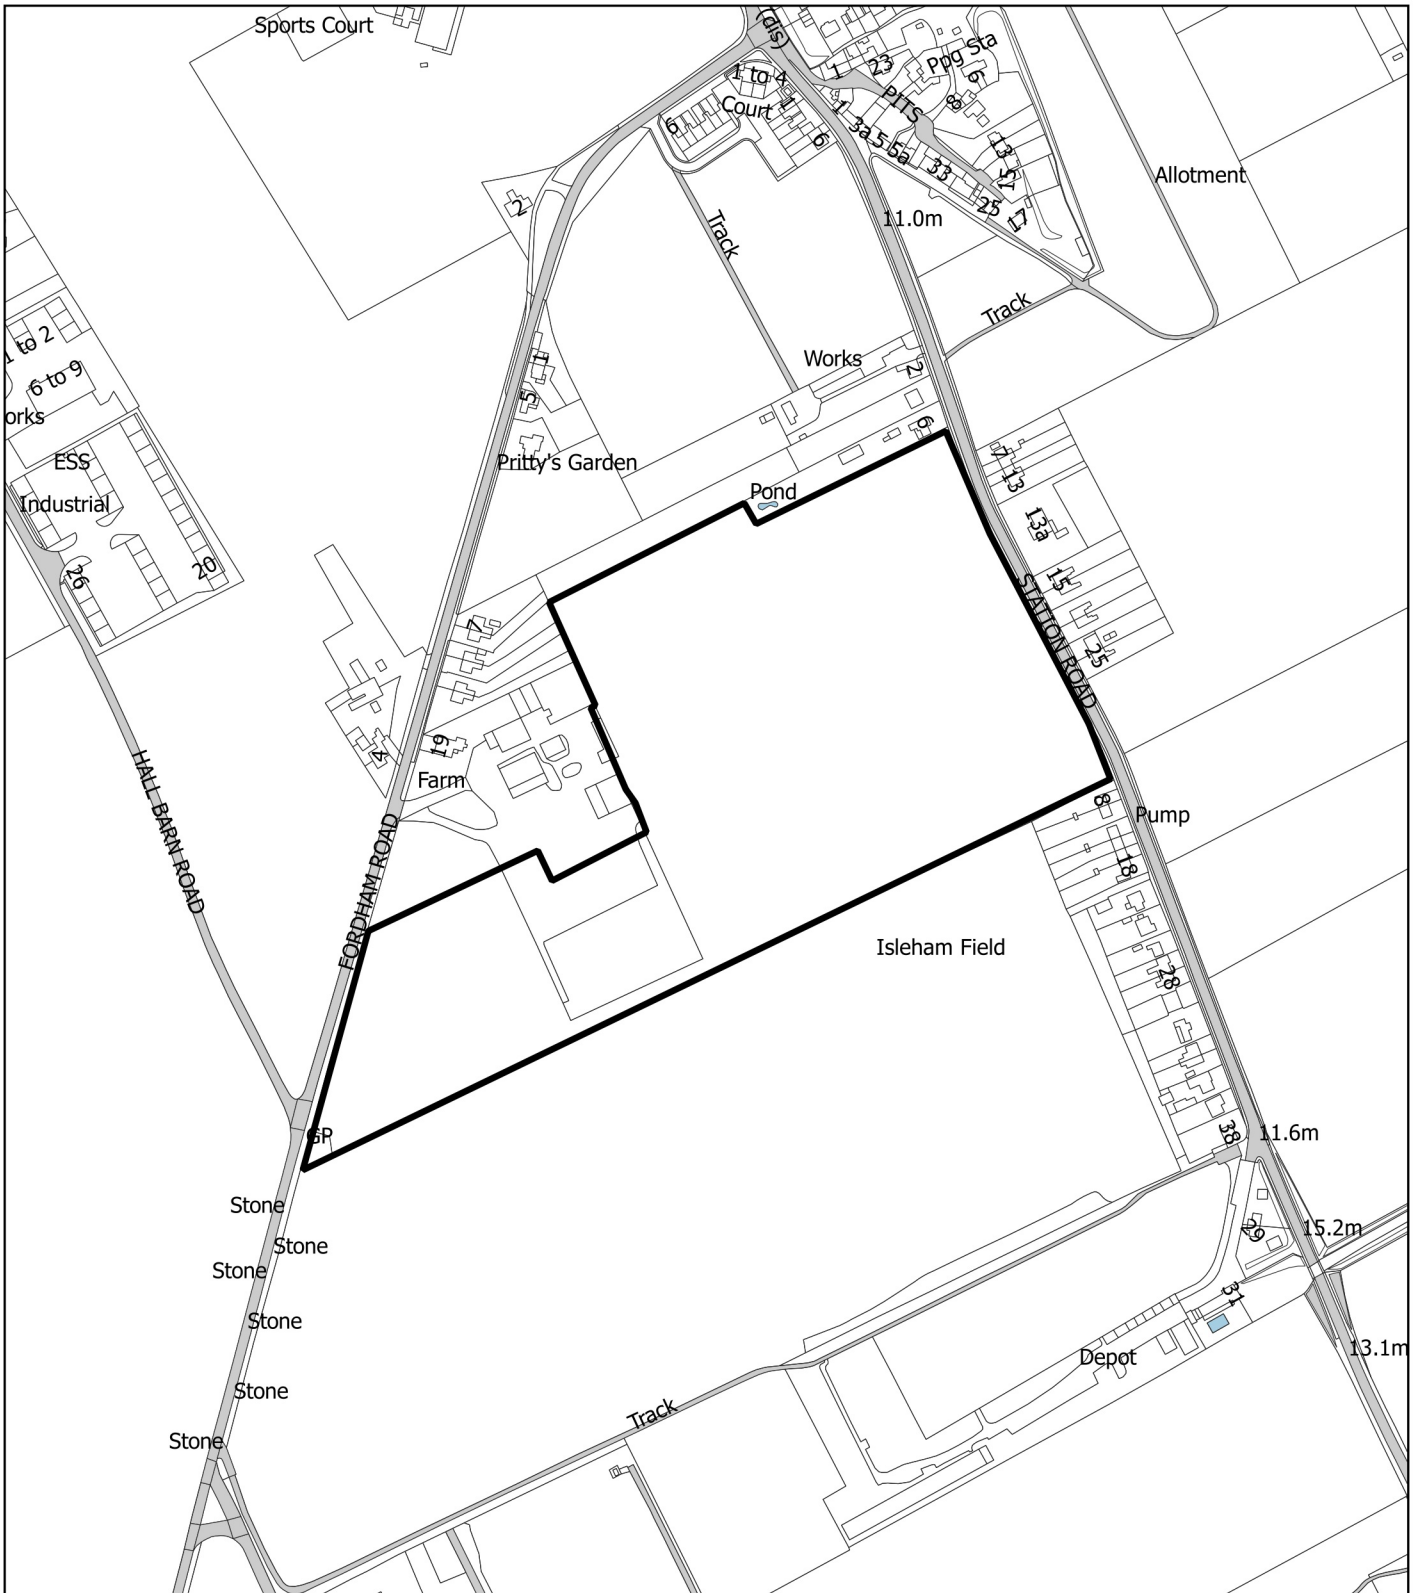 Sports Court
(dis)
1 to 4
Court
1
6
6
1
23
Ppg Sta
6
8
PITS
1
3a
5
5a
33
13
15
25
17
Allotment
2
11.0m
Track
Track
1 to 2
6 to 9
orks
ESS
Industrial
26
20
1
5
Pritty's Garden
Works
2
6
Pond
7
13
13a
15
25
STATION ROAD
7
19
4
Farm
HALL BARN ROAD
FORDHAM ROAD
8
Pump
18
Isleham Field
28
38
11.6m
GP
Stone
Stone
Stone
Stone
Stone
Stone
29
15.2m
31
13.1m
Depot
Track